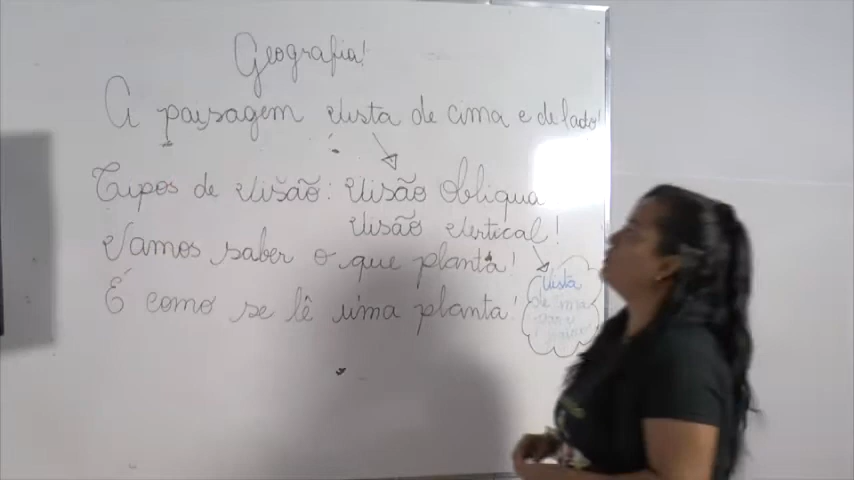 Geografia!
A paisagem vista de cima e de lado!
Tipos de visão: visão oblíqua
visão vertical!
Vamos saber o que planta!
É como se lê uma planta!
Vista
de cima